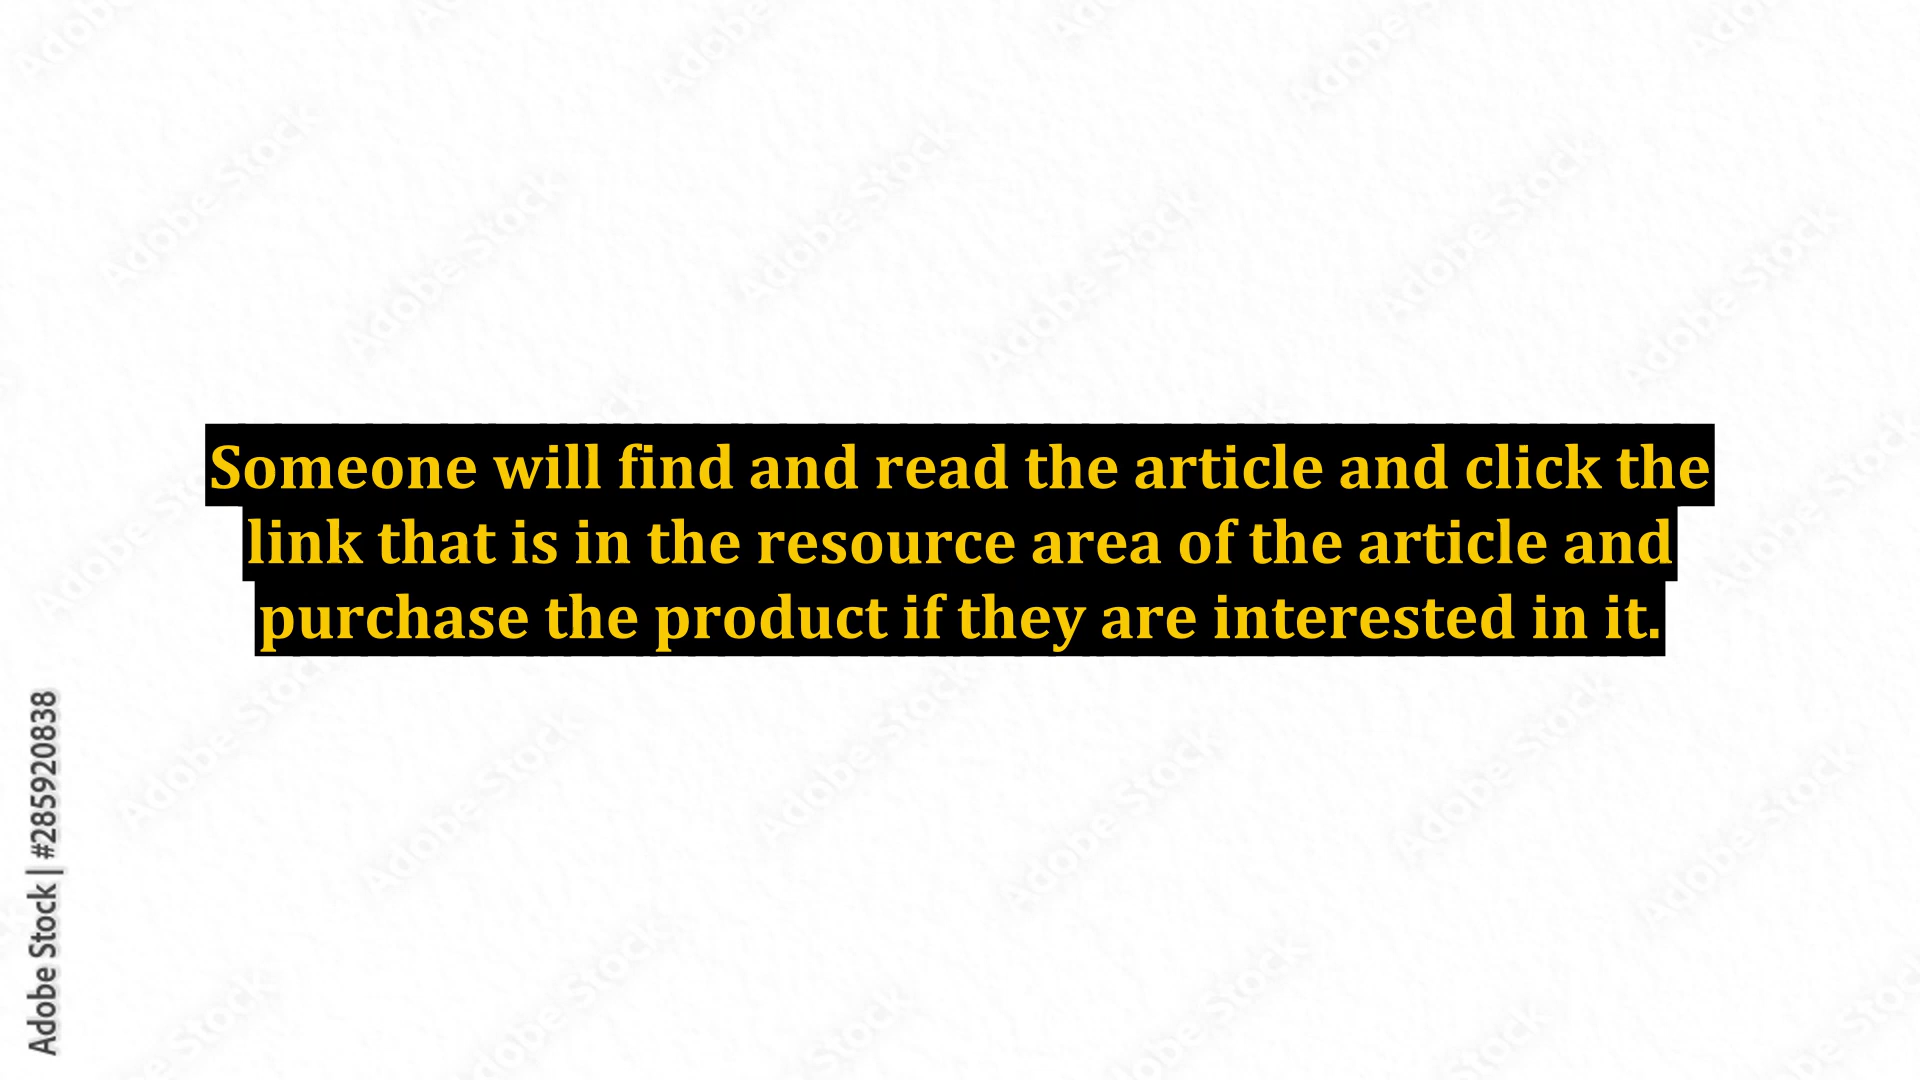 Someone will find and read the article and click the
link that is in the resource area of the article and
purchase the product if they are interested in it.
Adobe Stock | #285920838